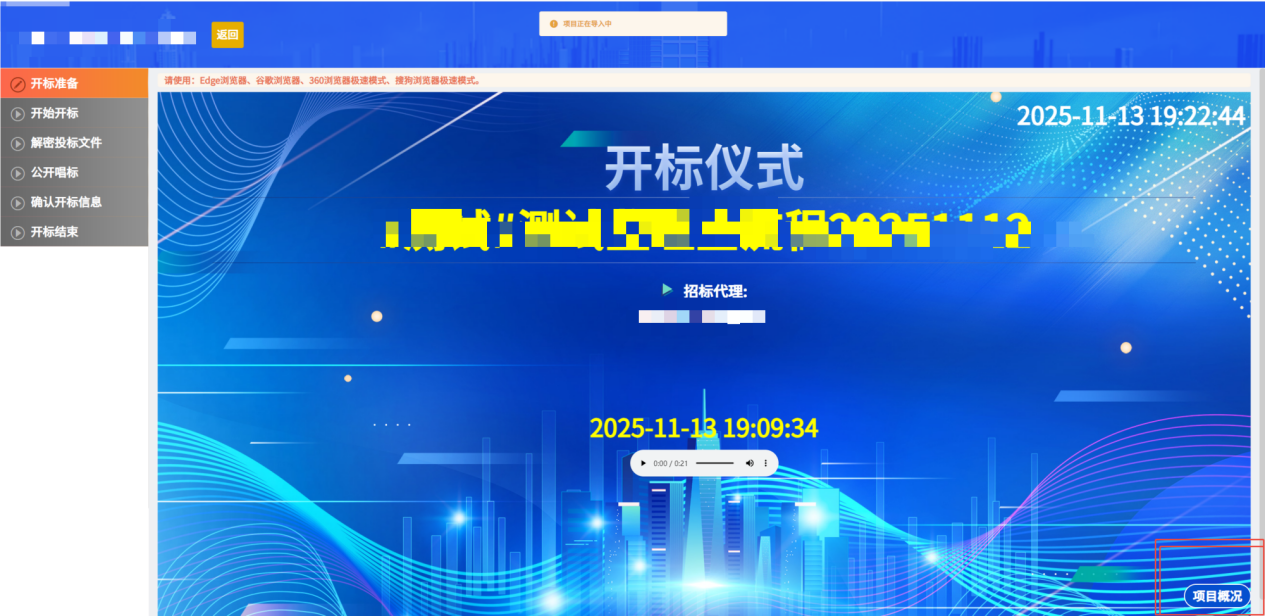 项目正在导入中
返回
开标准备
开始开标
解密投标文件
公开唱标
确认开标信息
开标结束
请使用：Edge浏览器、谷歌浏览器、360浏览器极速模式、搜狗浏览器极速模式。
2025-11-13 19:22:44
开标仪式
招标代理:
2025-11-13 19:09:34
0:00 / 0:21
项目概况